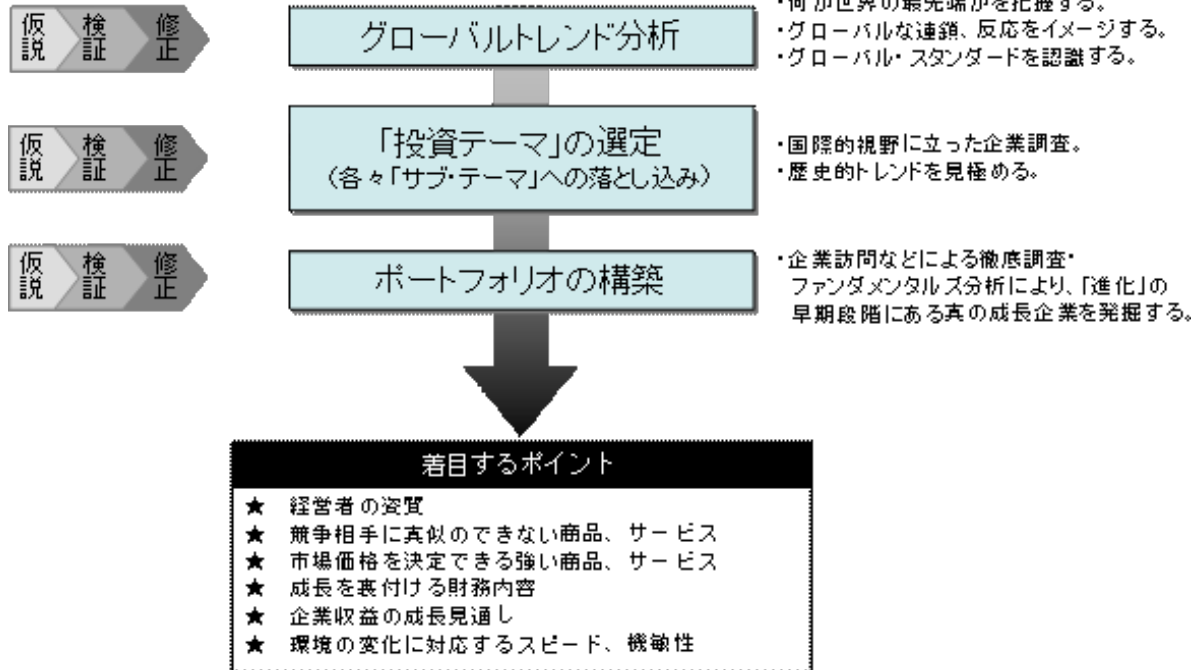 ・何が世界の最先端かを把握する。
仮説 検証 修正
グローバルトレンド分析
・グローバルな連鎖、反応をイメージする。
・グローバル・スタンダードを認識する。
仮説 検証 修正
「投資テーマ」の選定
(各々「サブ・テーマ」への落とし込み)
・国際的視野に立った企業調査。
・歴史的トレンドを見極める。
仮説 検証 修正
ポートフォリオの構築
・企業訪問などによる徹底調査・
ファンダメンタルズ分析により、「進化」の
早期段階にある真の成長企業を発掘する。
着目するポイント
★ 経営者の資質
★ 競争相手に真似のできない商品、サービス
★ 市場価格を決定できる強い商品、サービス
★ 成長を裏付ける財務内容
★ 企業収益の成長見通し
★ 環境の変化に対応するスピード、機敏性